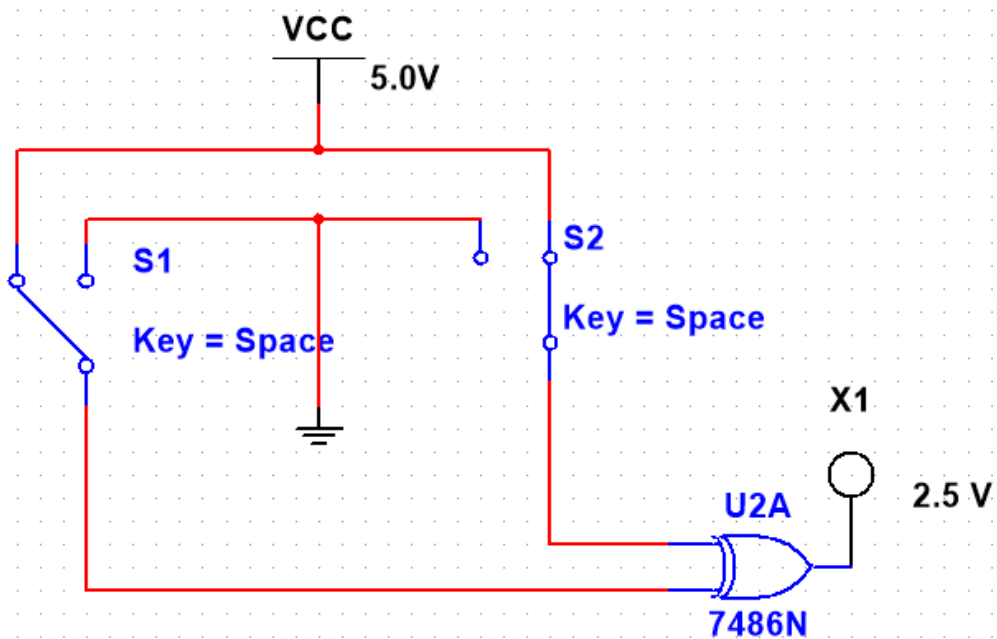 VCC
5.0V
S1
S2
Key = Space
Key = Space
X1
2.5 V
U2A
7486N